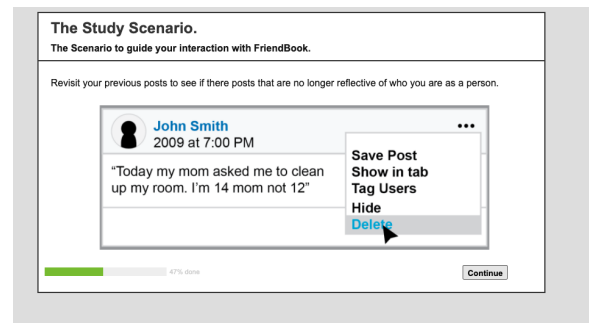 The Study Scenario.
The Scenario to guide your interaction with FriendBook.
Revisit your previous posts to see if there posts that are no longer reflective of who you are as a person.
John Smith
2009 at 7:00 PM
"Today my mom asked me to clean
up my room. I'm 14 mom not 12"
Save Post
Show in tab
Tag Users
Hide
Delete
47% done
Continue